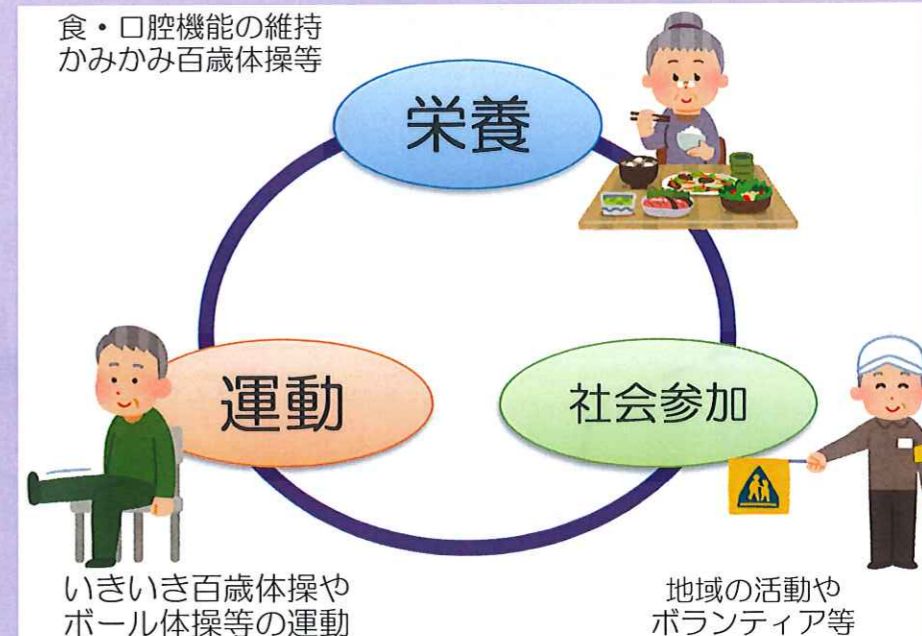 食・口腔機能の維持
かみかみ百歳体操等
栄養
運動
社会参加
いきいき百歳体操や
ボール体操等の運動
地域の活動や
ボランティア等